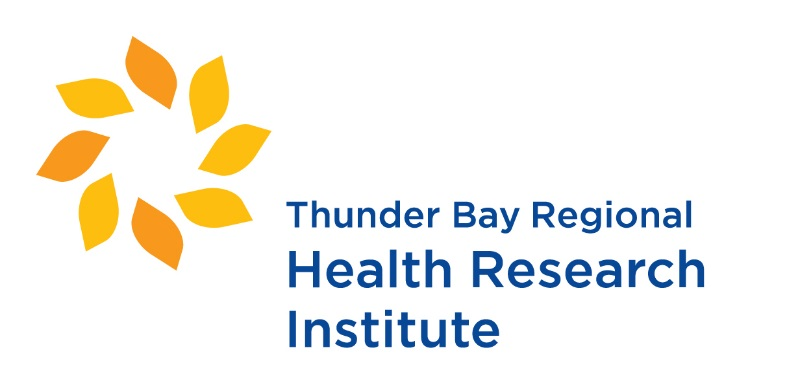 Thunder Bay Regional
Health Research
Institute